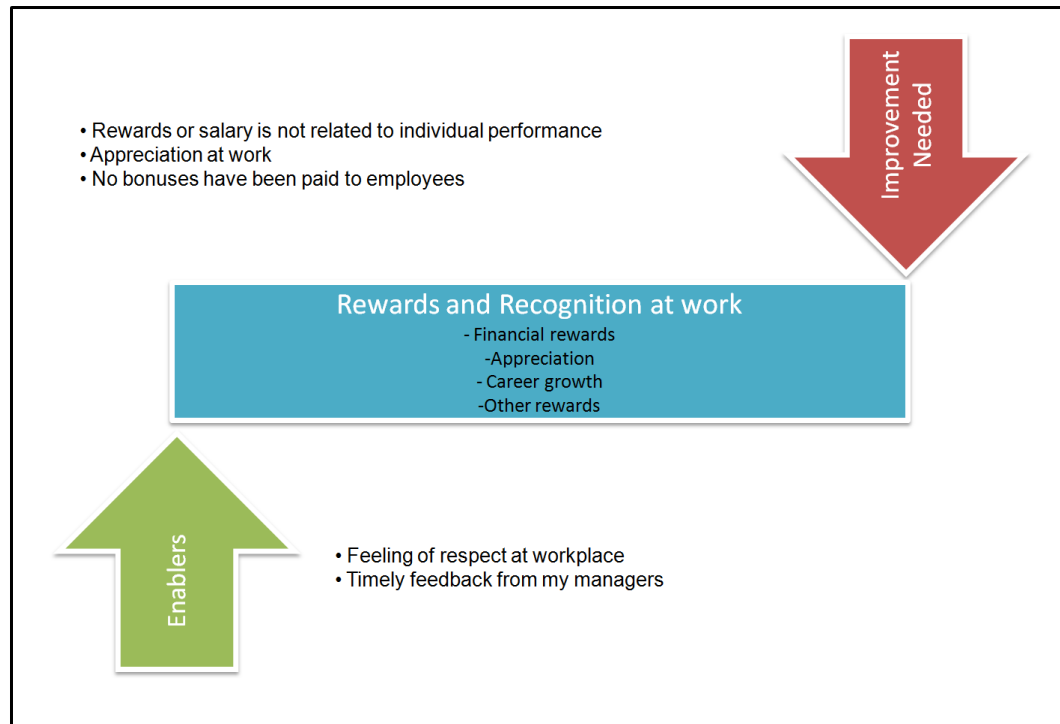 Improvement
Needed
• Rewards or salary is not related to individual performance
• Appreciation at work
• No bonuses have been paid to employees
Rewards and Recognition at work
- Financial rewards
-Appreciation
- Career growth
-Other rewards
Enablers
• Feeling of respect at workplace
• Timely feedback from my managers